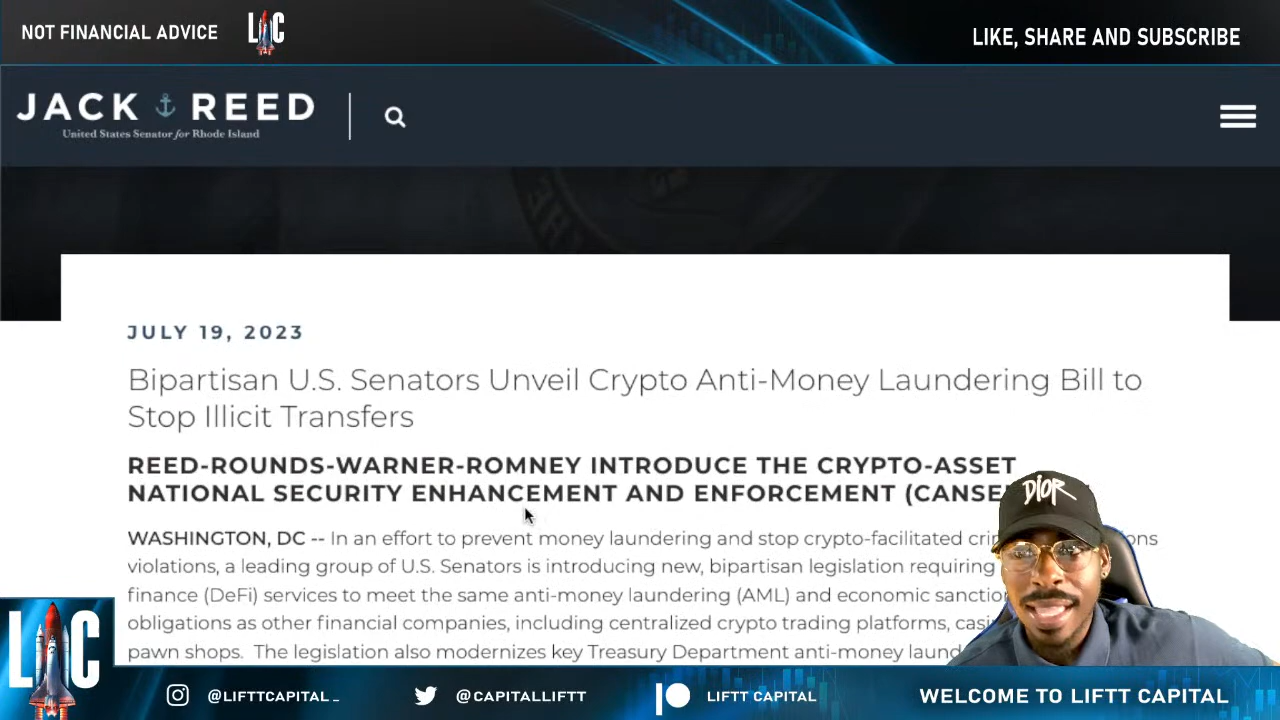 NOT FINANCIAL ADVICE
LC
LIKE, SHARE AND SUBSCRIBE
JACK REED
United States Senator for Rhode Island
JULY 19, 2023
Bipartisan U.S. Senators Unveil Crypto Anti-Money Laundering Bill to
Stop Illicit Transfers
REED-ROUNDS-WARNER-ROMNEY INTRODUCE THE CRYPTO-ASSET
NATIONAL SECURITY ENHANCEMENT AND ENFORCEMENT
WASHINGTON, DC -- In an effort to prevent money laundering and stop crypto-facilitated
violations, a leading group of U.S. Senators is introducing new, bipartisan legislation requiring
finance (DeFi) services to meet the same anti-money laundering (AML) and economic
obligations as other financial companies, including centralized crypto trading platforms,
pawn shops. The legislation also modernizes key Treasury Department anti-money
DIOR
LC
@LIFTTCAPITAL_
@CAPITALLIFTT
LIFTT CAPITAL
WELCOME TO LIFTT CAPITAL